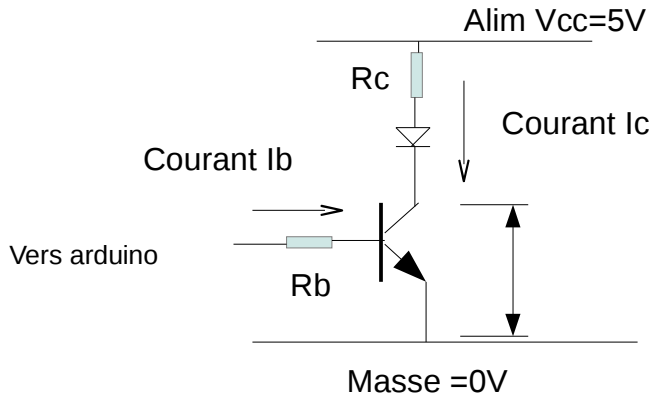 Alim Vcc=5V
Rc
Courant Ic
Courant Ib
Vers arduino
Rb
Masse =0V